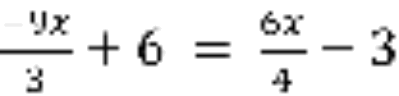 -9x/3 + 6 = 6x/4 - 3